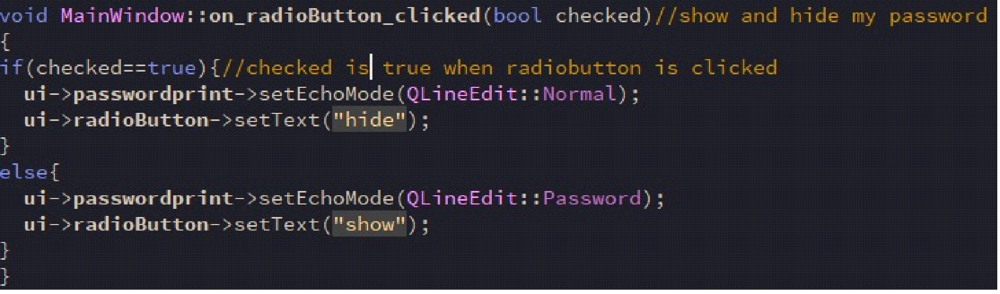 void MainWindow::on_radioButton_clicked(bool checked)//show and hide my password
{
if(checked==true){//checked is true when radiobutton is clicked
  ui->passwordprint->setEchoMode(QLineEdit::Normal);
  ui->radioButton->setText("hide");
}
else{
  ui->passwordprint->setEchoMode(QLineEdit::Password);
  ui->radioButton->setText("show");
}
}